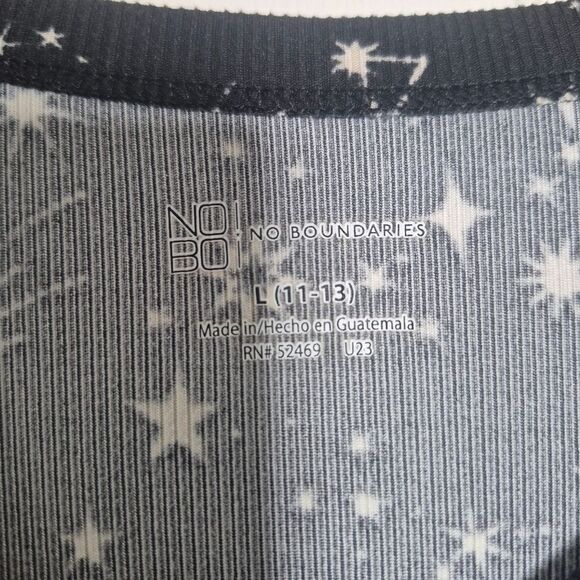 NO
BO
NO BOUNDARIES
L (11-13)
Made in/Hecho en Guatemala
RN# 52469 U23